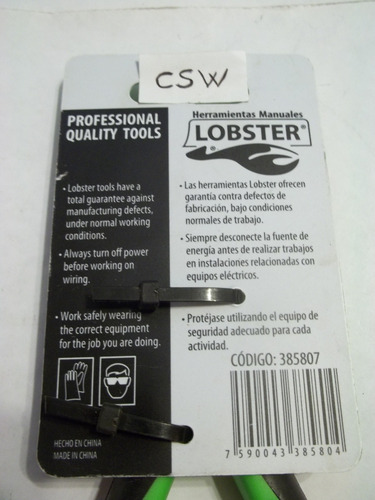 CSW
PROFESSIONAL
QUALITY TOOLS
• Lobster tools have a
total guarantee against
manufacturing defects,
under normal working
conditions.
• Always turn off power
before working on
wiring.
• Work safely wearing
the correct equipment
for the job you are doing.
HECHO EN CHINA
MADE IN CHINA
Herramientas Manuales
LOBSTER®
®
• Las herramientas Lobster ofrecen
garantía contra defectos de
fabricación, bajo condiciones
normales de trabajo.
• Siempre desconecte la fuente de
energía antes de realizar trabajos
en instalaciones relacionadas con
equipos eléctricos.
• Protéjase utilizando el equipo de
seguridad adecuado para cada
actividad.
CÓDIGO: 385807
7 590043 385804